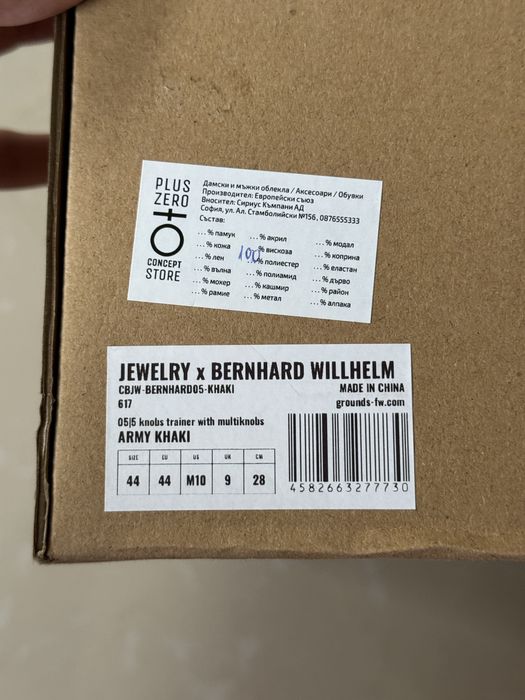 PLUS
ZERO
CONCEPT
STORE
Дамски и мъжки облекла / Аксесоари / Обувки
Производител: Европейски съюз
Вносител: Сириус Къмпани АД
София, ул. Ал. Стамболийски №156, 0876555333
Състав:
...% памук ...% акрил ...% модал
...% кожа ...% вискоза ...% коприна
...% лен 100 % полиестер ...% еластан
...% вълна ...% полиамид ...% дърво
...% мохер ...% кашмир ...% район
...% рамие ...% метал ...% алпака
JEWELRY x BERNHARD WILLHELM
CBJW-BERNHARD05-KHAKI MADE IN CHINA
617 grounds-fw.com
05|5 knobs trainer with multiknobs
ARMY KHAKI
SIZE EU US UK CM
44 44 M10 9 28
4582663277730